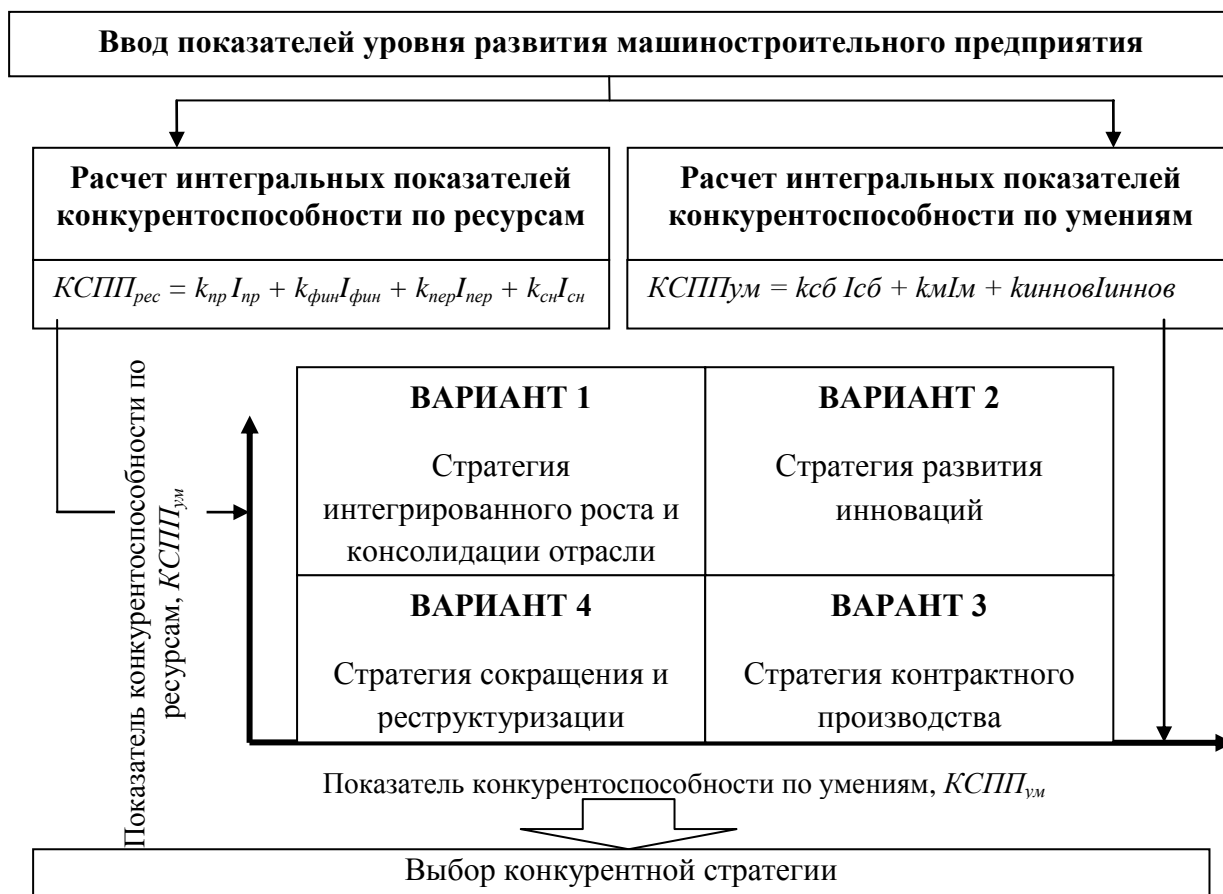 Ввод показателей уровня развития машиностроительного предприятия
Расчет интегральных показателей
конкурентоспособности по ресурсам
КСПП_рес = k_пр I_пр + k_фин I_фин + k_пер I_пер + k_сн I_сн
Расчет интегральных показателей
конкурентоспособности по умениям
КСППум = kсб Iсб + kмIм + kинновIиннов
Показатель конкурентоспособности по
ресурсам, КСПП_ум
ВАРИАНТ 1
Стратегия
интегрированного роста и
консолидации отрасли
ВАРИАНТ 2
Стратегия развития
инноваций
ВАРИАНТ 4
Стратегия сокращения и
реструктуризации
ВАРАНТ 3
Стратегия контрактного
производства
Показатель конкурентоспособности по умениям, КСПП_ум
Выбор конкурентной стратегии